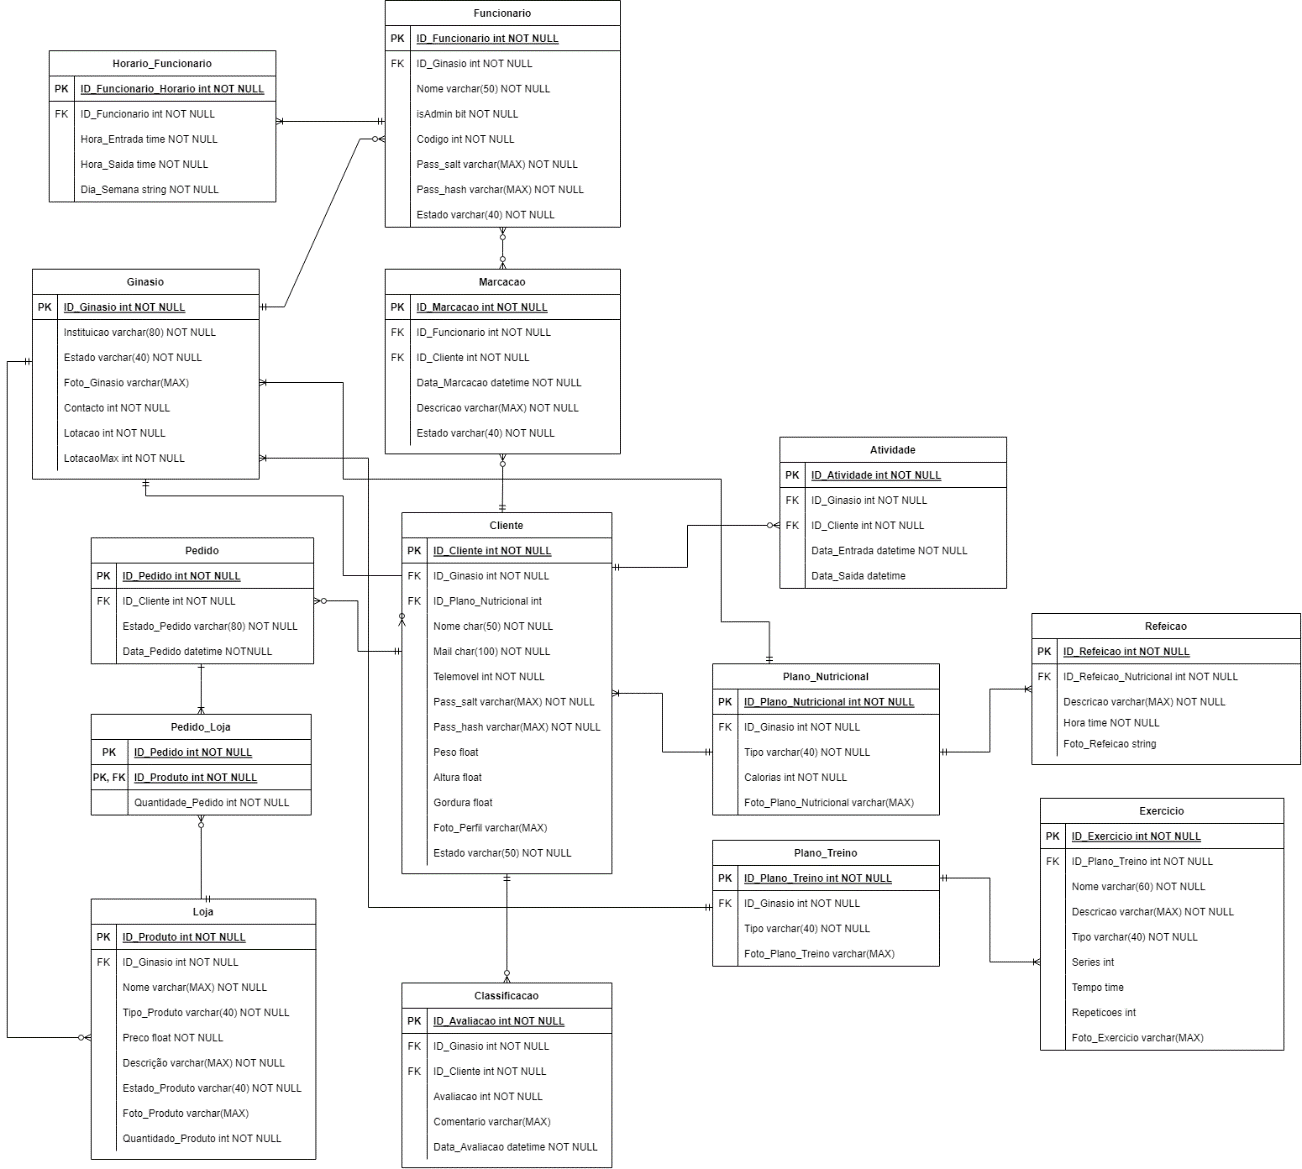 Funcionario
PK ID_Funcionario int NOT NULL
FK ID_Ginasio int NOT NULL
Nome varchar(50) NOT NULL
isAdmin bit NOT NULL
Codigo int NOT NULL
Pass_salt varchar(MAX) NOT NULL
Pass_hash varchar(MAX) NOT NULL
Estado varchar(40) NOT NULL
Horario_Funcionario
PK ID_Funcionario_Horario int NOT NULL
FK ID_Funcionario int NOT NULL
Hora_Entrada time NOT NULL
Hora_Saida time NOT NULL
Dia_Semana string NOT NULL
Ginasio
PK ID_Ginasio int NOT NULL
Instituicao varchar(80) NOT NULL
Estado varchar(40) NOT NULL
Foto_Ginasio varchar(MAX)
Contacto int NOT NULL
Lotacao int NOT NULL
LotacaoMax int NOT NULL
Marcacao
PK ID_Marcacao int NOT NULL
FK ID_Funcionario int NOT NULL
FK ID_Cliente int NOT NULL
Data_Marcacao datetime NOT NULL
Descricao varchar(MAX) NOT NULL
Estado varchar(40) NOT NULL
Atividade
PK ID_Atividade int NOT NULL
FK ID_Ginasio int NOT NULL
FK ID_Cliente int NOT NULL
Data_Entrada datetime NOT NULL
Data_Saida datetime
Pedido
PK ID_Pedido int NOT NULL
FK ID_Cliente int NOT NULL
Estado_Pedido varchar(80) NOT NULL
Data_Pedido datetime NOTNULL
Cliente
PK ID_Cliente int NOT NULL
FK ID_Ginasio int NOT NULL
FK ID_Plano_Nutricional int
Nome char(50) NOT NULL
Mail char(100) NOT NULL
Telemovel int NOT NULL
Pass_salt varchar(MAX) NOT NULL
Pass_hash varchar(MAX) NOT NULL
Peso float
Altura float
Gordura float
Foto_Perfil varchar(MAX)
Estado varchar(50) NOT NULL
Refeicao
PK ID_Refeicao int NOT NULL
FK ID_Refeicao_Nutricional int NOT NULL
Descricao varchar(MAX) NOT NULL
Hora time NOT NULL
Foto_Refeicao string
Plano_Nutricional
PK ID_Plano_Nutricional int NOT NULL
FK ID_Ginasio int NOT NULL
Tipo varchar(40) NOT NULL
Calorias int NOT NULL
Foto_Plano_Nutricional varchar(MAX)
Pedido_Loja
PK ID_Pedido int NOT NULL
PK, FK ID_Produto int NOT NULL
Quantidade_Pedido int NOT NULL
Exercicio
PK ID_Exercicio int NOT NULL
FK ID_Plano_Treino int NOT NULL
Nome varchar(60) NOT NULL
Descricao varchar(MAX) NOT NULL
Tipo varchar(40) NOT NULL
Series int
Tempo time
Repeticoes int
Foto_Exercicio varchar(MAX)
Plano_Treino
PK ID_Plano_Treino int NOT NULL
FK ID_Ginasio int NOT NULL
Tipo varchar(40) NOT NULL
Foto_Plano_Treino varchar(MAX)
Loja
PK ID_Produto int NOT NULL
FK ID_Ginasio int NOT NULL
Nome varchar(MAX) NOT NULL
Tipo_Produto varchar(40) NOT NULL
Preco float NOT NULL
Descrição varchar(MAX) NOT NULL
Estado_Produto varchar(40) NOT NULL
Foto_Produto varchar(MAX)
Quantidado_Produto int NOT NULL
Classificacao
PK ID_Avaliacao int NOT NULL
FK ID_Ginasio int NOT NULL
FK ID_Cliente int NOT NULL
Avaliacao int NOT NULL
Comentario varchar(MAX)
Data_Avaliacao datetime NOT NULL